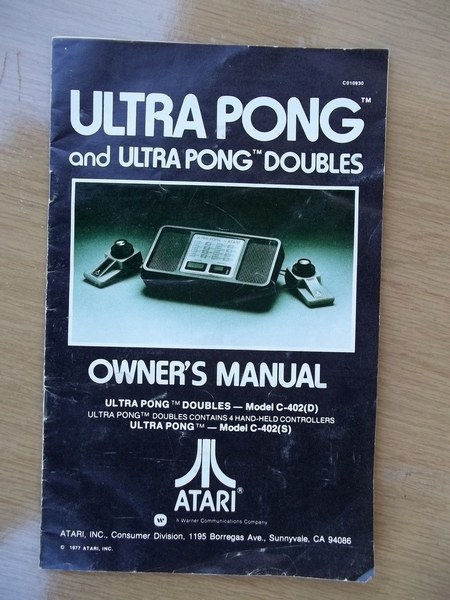 C010930
ULTRA PONG™
and ULTRA PONG™ DOUBLES
OWNER'S MANUAL
ULTRA PONG™ DOUBLES — Model C-402(D)
ULTRA PONG™ DOUBLES CONTAINS 4 HAND-HELD CONTROLLERS
ULTRA PONG™ — Model C-402(S)
ATARI®
A Warner Communications Company
ATARI, INC., Consumer Division, 1195 Borregas Ave., Sunnyvale, CA 94086
© 1977 ATARI, INC.